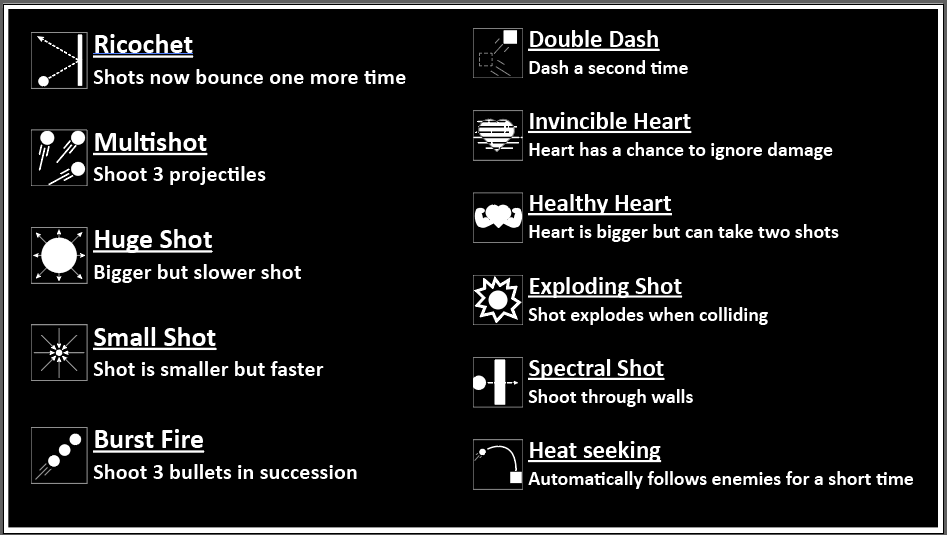 Ricochet
Shots now bounce one more time
Multishot
Shoot 3 projectiles
Huge Shot
Bigger but slower shot
Small Shot
Shot is smaller but faster
Burst Fire
Shoot 3 bullets in succession
Double Dash
Dash a second time
Invincible Heart
Heart has a chance to ignore damage
Healthy Heart
Heart is bigger but can take two shots
Exploding Shot
Shot explodes when colliding
Spectral Shot
Shoot through walls
Heat seeking
Automatically follows enemies for a short time